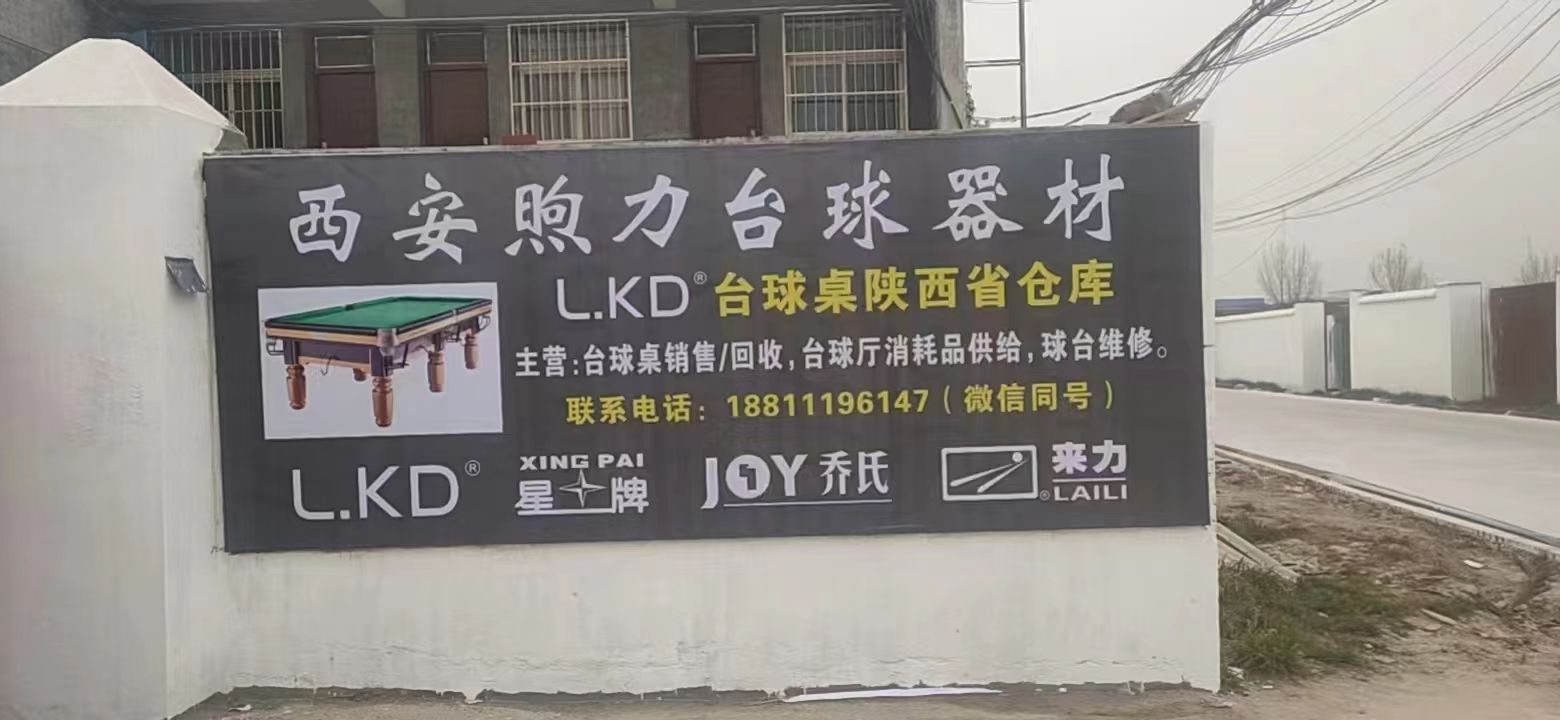 西安煦力台球器材
L.KD® 台球桌陕西省仓库
主营:台球桌销售/回收,台球厅消耗品供给,球台维修。
联系电话: 18811196147 (微信同号)
L.KD®
XING PAI
星牌
JOY 乔氏
®来力
LAILI